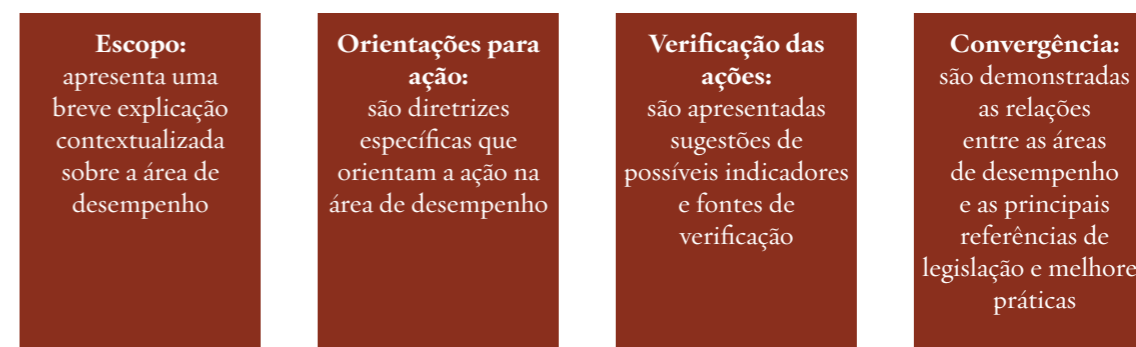 Escopo:
apresenta uma
breve explicação
contextualizada
sobre a área de
desempenho
Orientações para
ação:
são diretrizes
específicas que
orientam a ação na
área de desempenho
Verificação das
ações:
são apresentadas
sugestões de
possíveis indicadores
e fontes de
verificação
Convergência:
são demonstradas
as relações
entre as áreas
de desempenho
e as principais
referências de
legislação e melhore
práticas